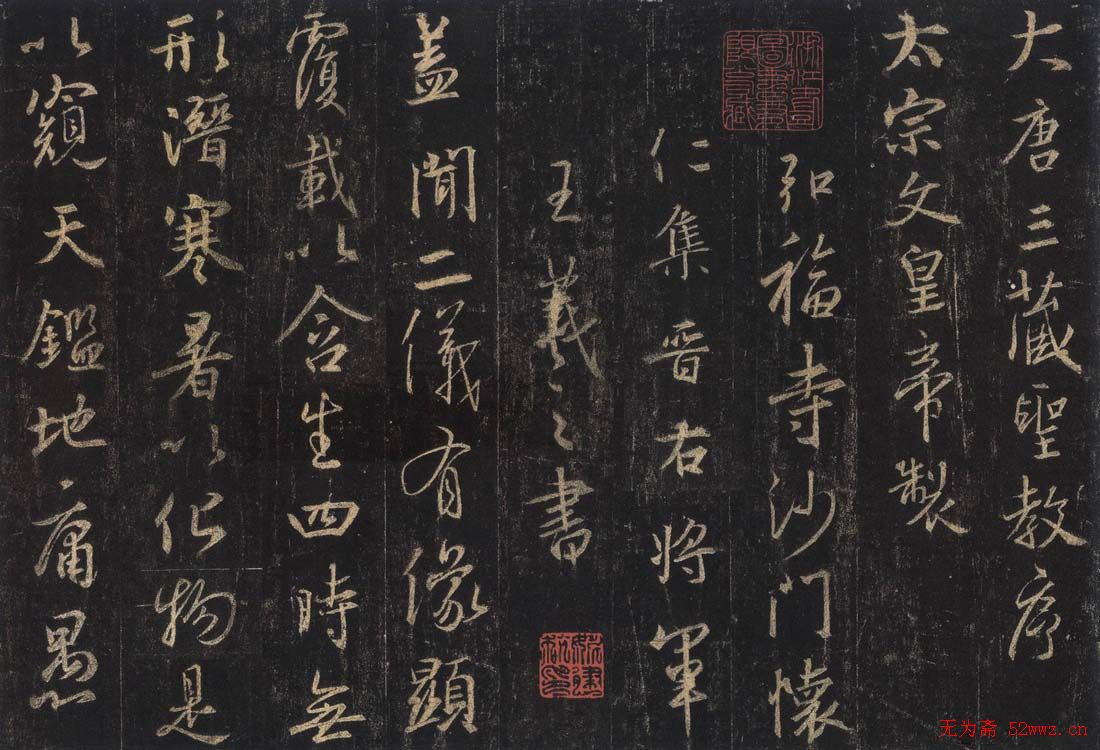 大唐三藏聖教序
太宗文皇帝製
弘福寺沙門懷
仁集晉右將軍
王羲之書
蓋聞二儀有像顯
覆載以含生四時無
形潛寒暑以化物是
以窺天鑑地庸愚
无为斋 52wwz.cn